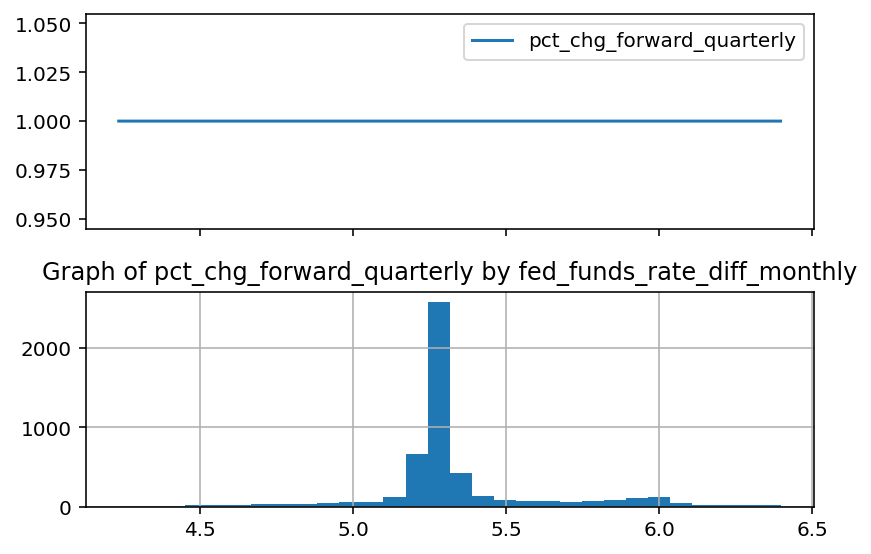 1.050
pct_chg_forward_quarterly
1.025
1.000
0.975
0.950
Graph of pct_chg_forward_quarterly by fed_funds_rate_diff_monthly
2000
1000
0
4.5 5.0 5.5 6.0 6.5